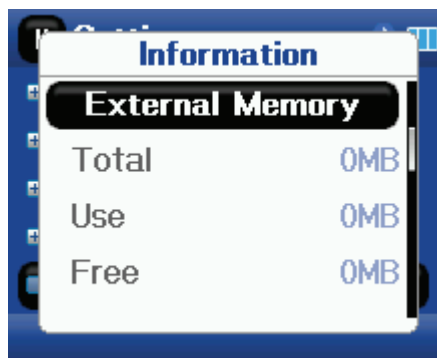 Information
External Memory
Total 0MB
Use 0MB
Free 0MB